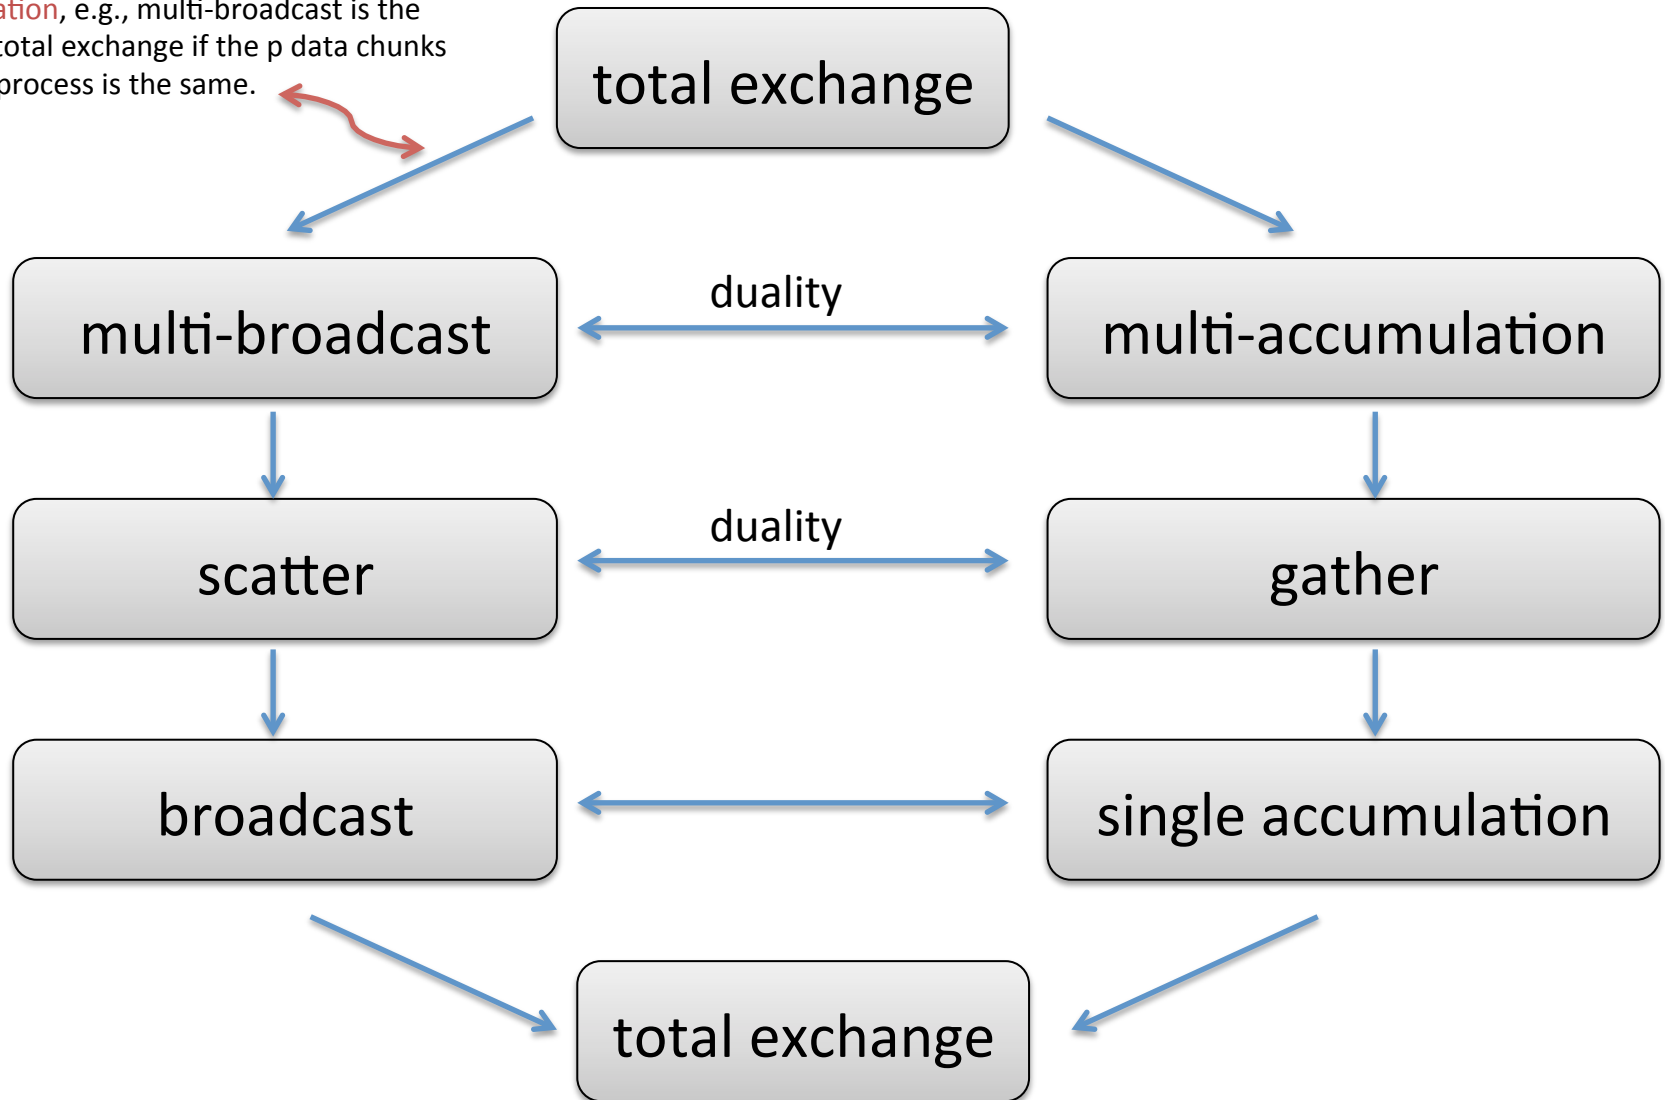 ation, e.g., multi-broadcast is the
total exchange if the p data chunks
process is the same.
total exchange
duality
multi-broadcast
multi-accumulation
duality
scatter
gather
broadcast
single accumulation
total exchange